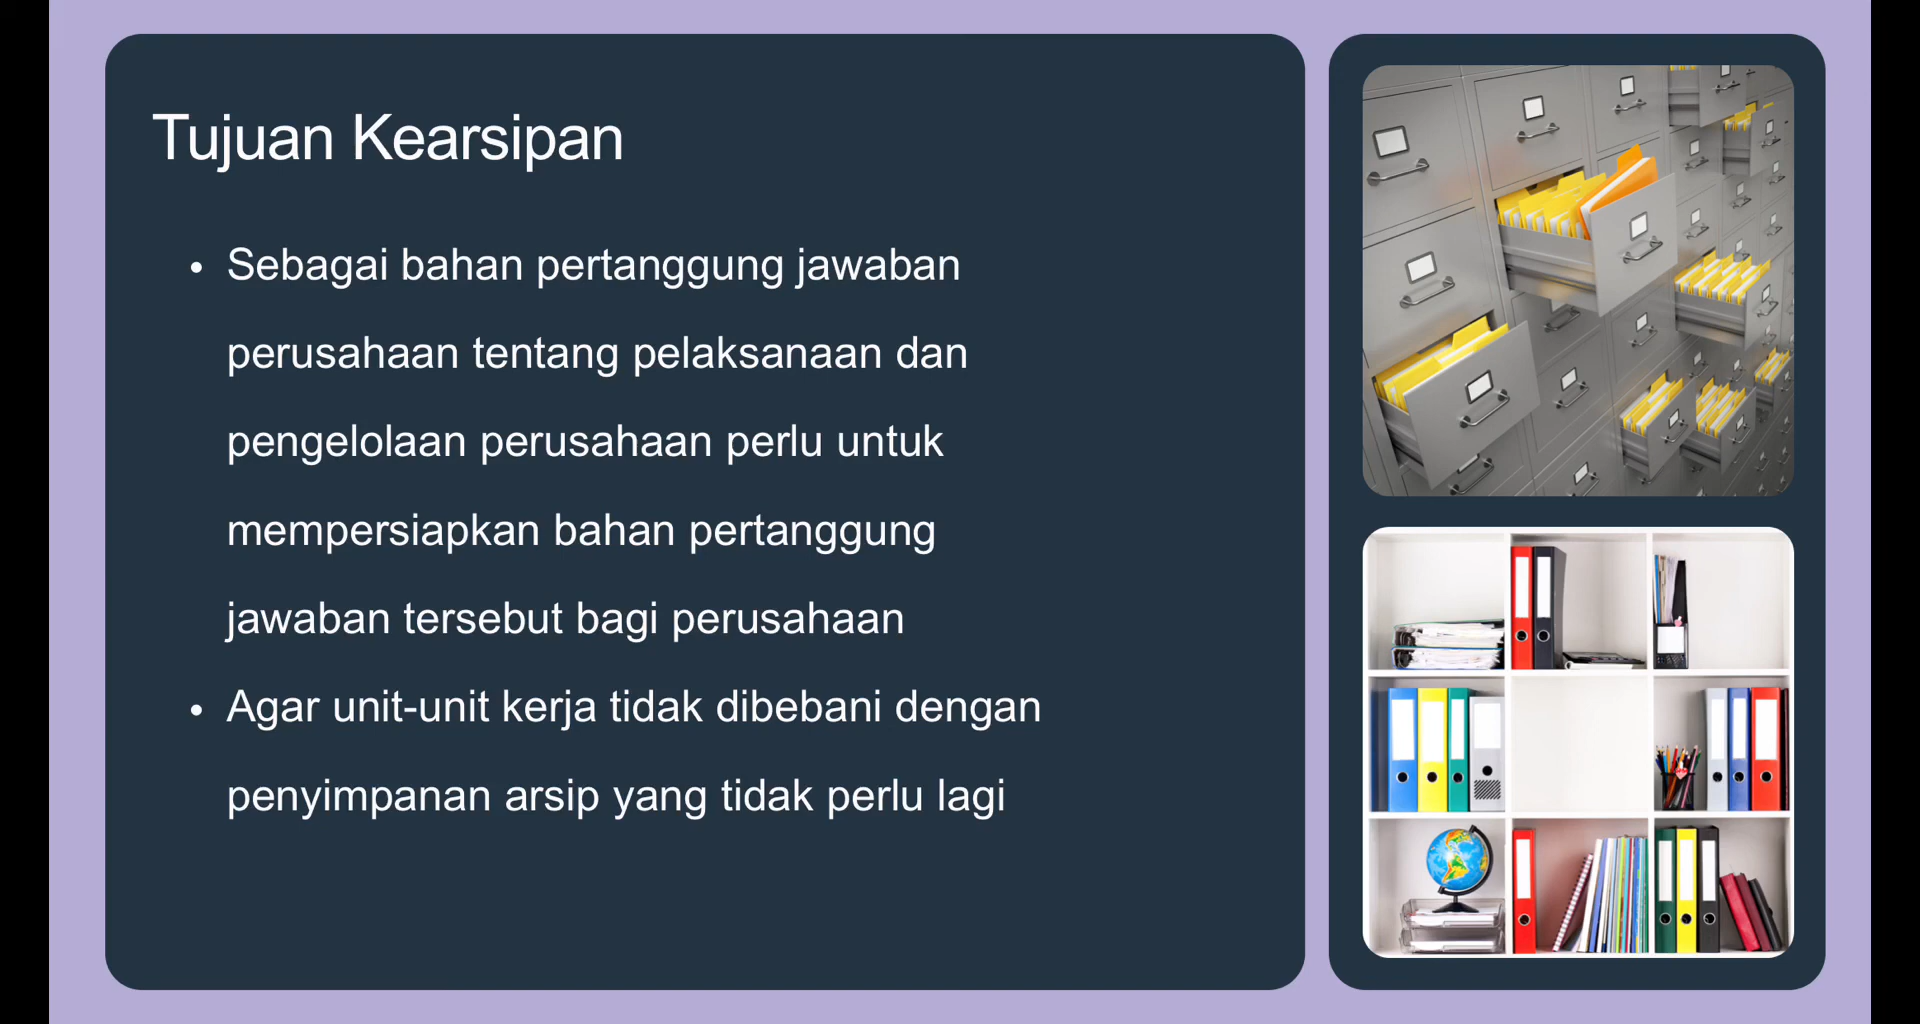 Tujuan Kearsipan
• Sebagai bahan pertanggung jawaban
perusahaan tentang pelaksanaan dan
pengelolaan perusahaan perlu untuk
mempersiapkan bahan pertanggung
jawaban tersebut bagi perusahaan
• Agar unit-unit kerja tidak dibebani dengan
penyimpanan arsip yang tidak perlu lagi